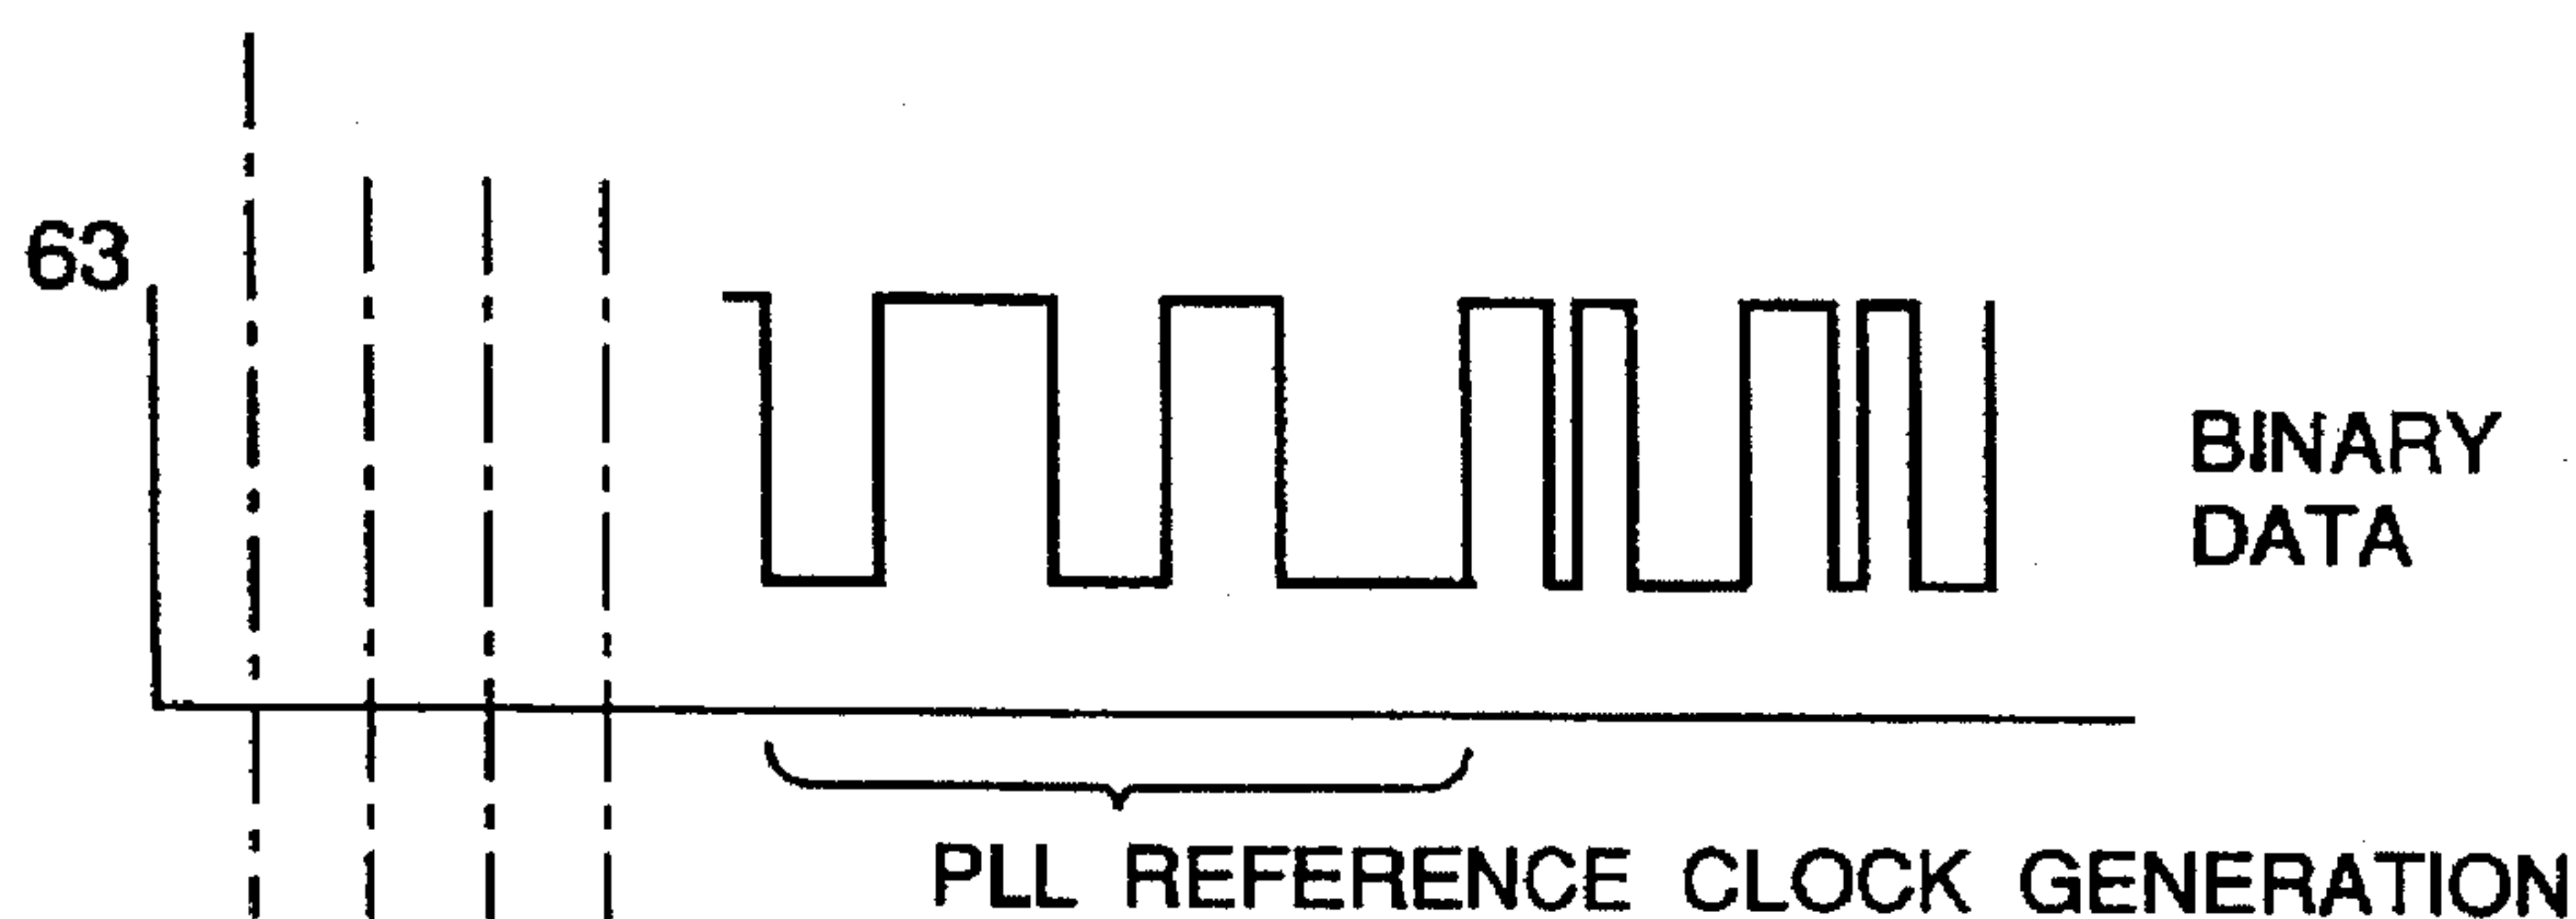 63
BINARY
DATA
PLL REFERENCE CLOCK GENERATION